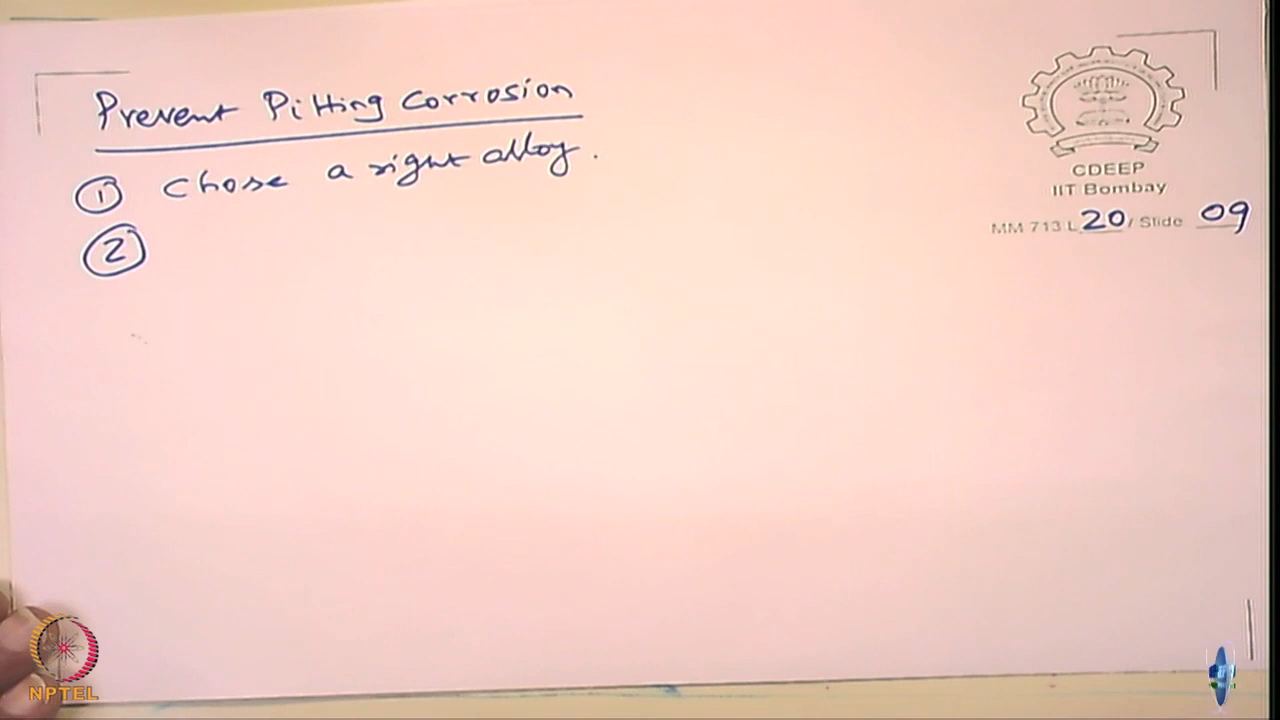 Prevent Pitting Corrosion
① Chose a right alloy.
②
CDEEP
IIT Bombay
MM 713 L 20 / Slide 09
NPTEL